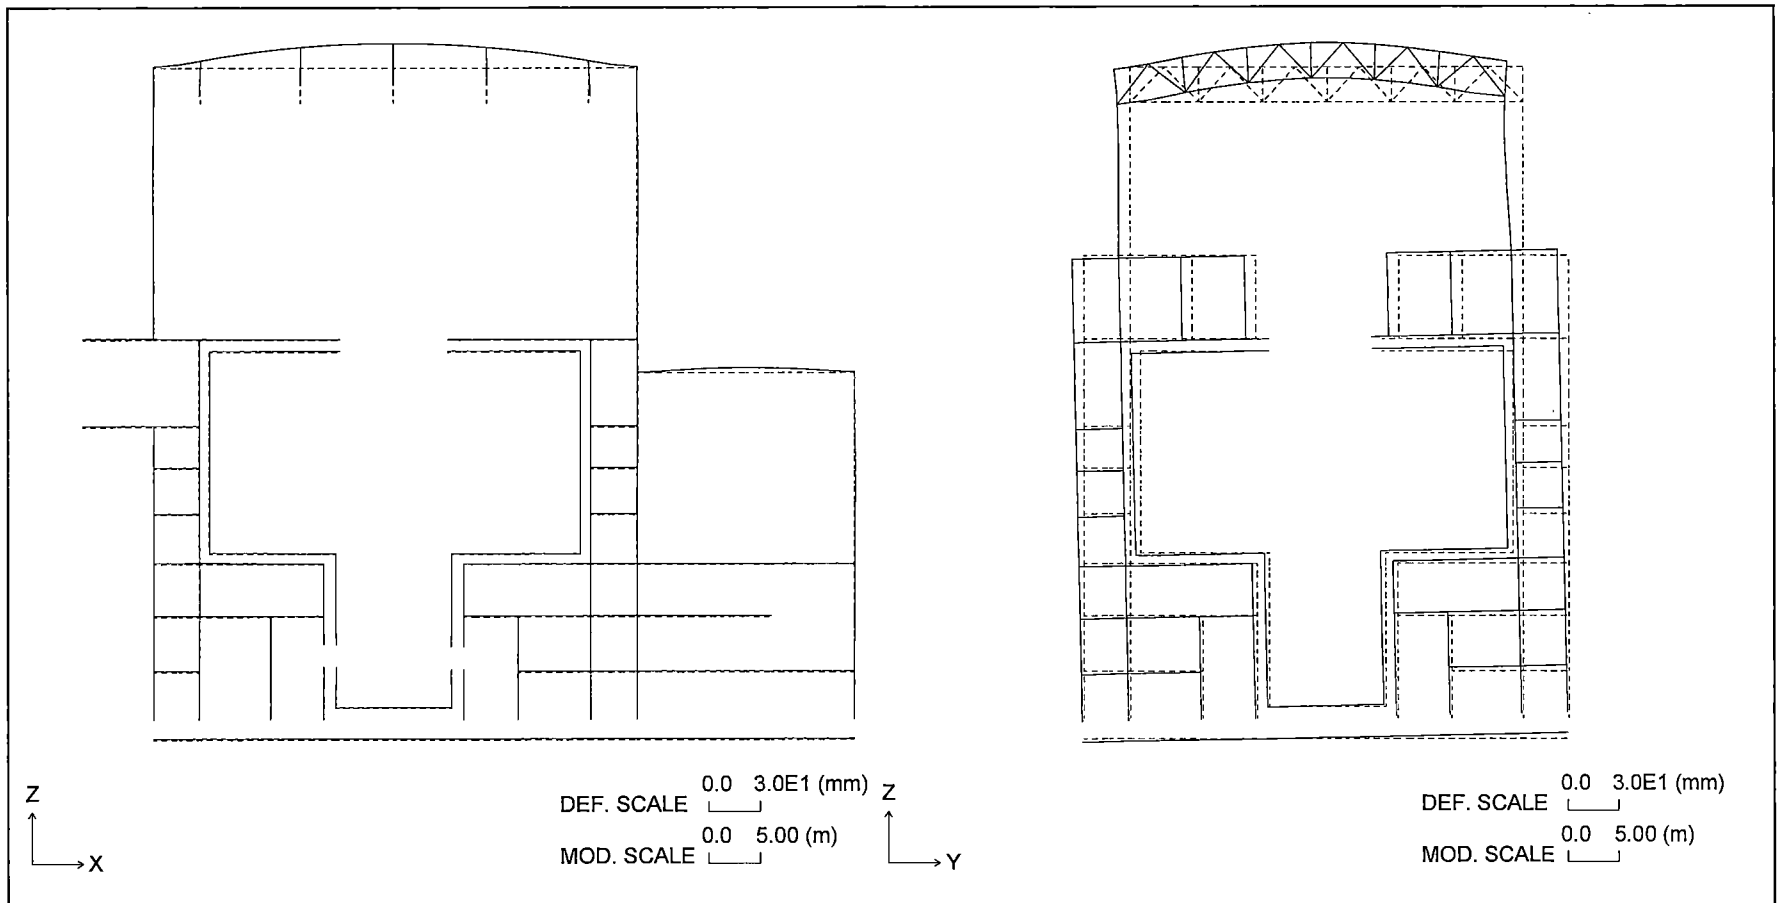 Z
X
0.0 3.0E1 (mm)
DEF. SCALE
0.0 5.00 (m)
MOD. SCALE
Z
Y
0.0 3.0E1 (mm)
DEF. SCALE
0.0 5.00 (m)
MOD. SCALE